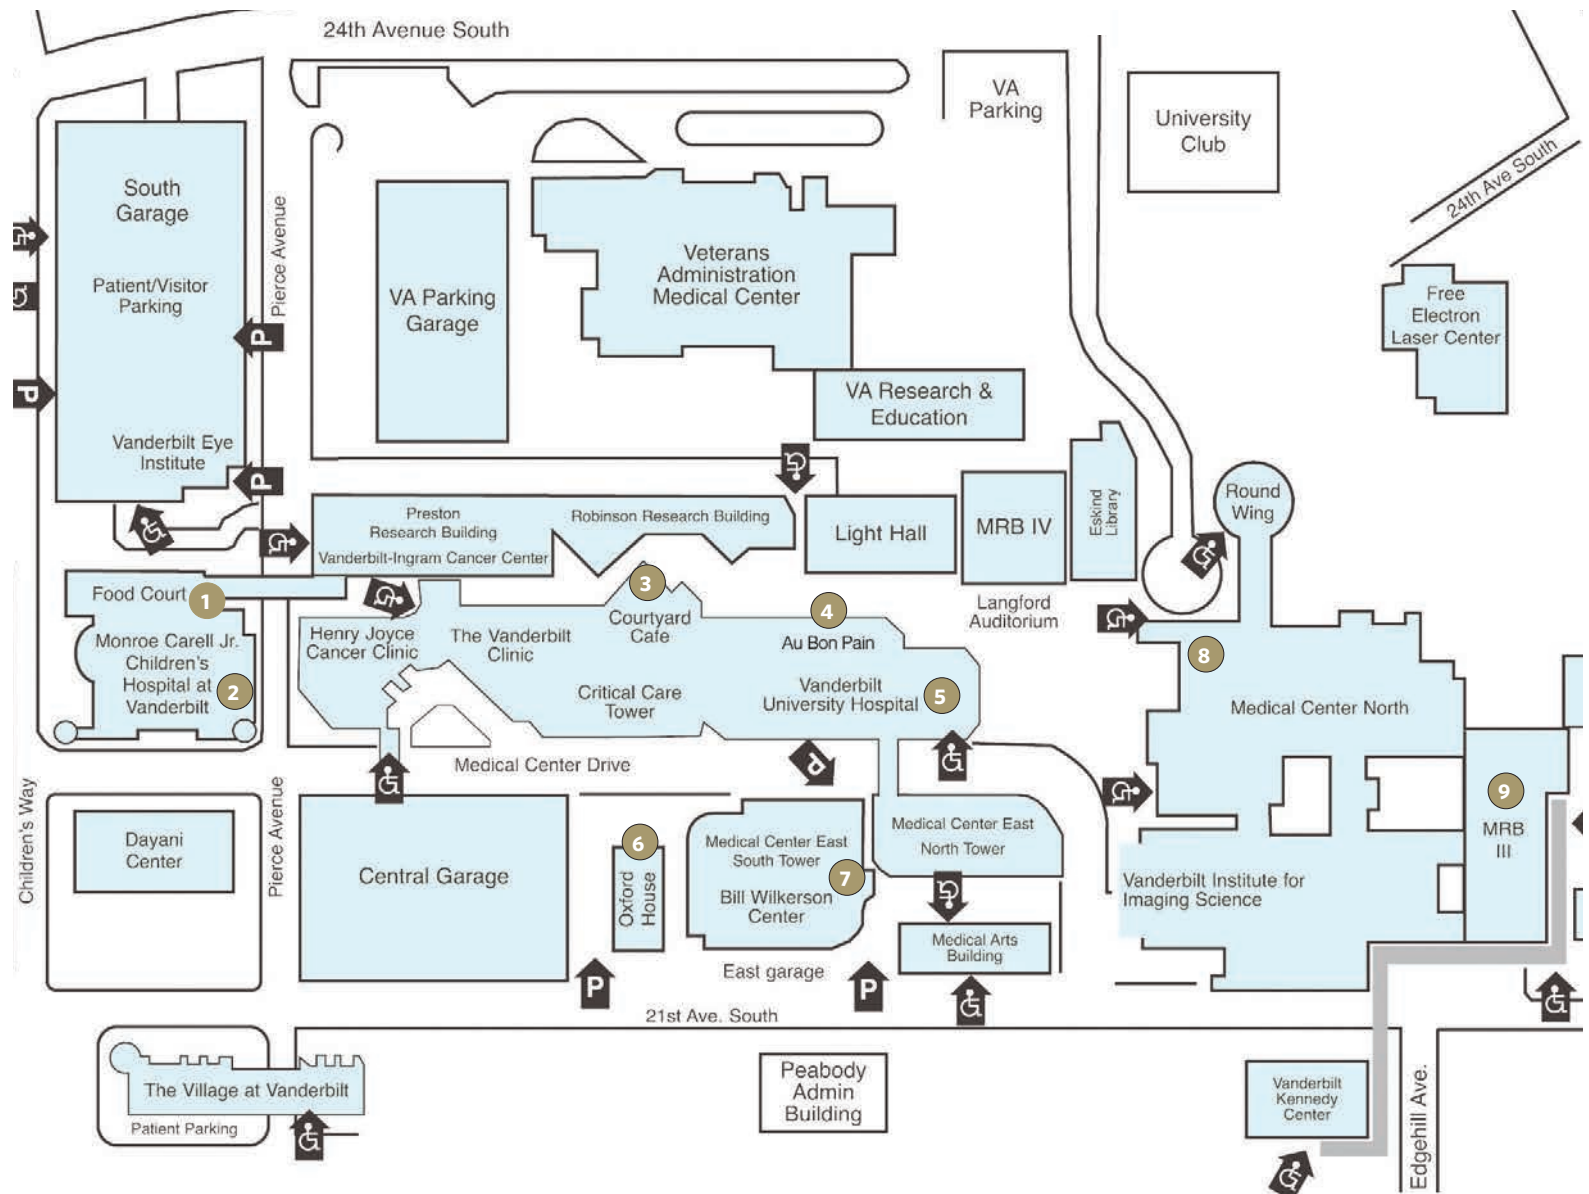 24th Avenue South
VA
Parking
University
Club
24th Ave South
South
Garage
Patient/Visitor
Parking
Pierce Avenue
P
P
P
Vanderbilt Eye
Institute
VA Parking
Garage
Veterans
Administration
Medical Center
VA Research &
Education
Free
Electron
Laser Center
Preston
Research Building
Vanderbilt-Ingram Cancer Center
Robinson Research Building
Light Hall
MRB IV
Eskind
Library
Round
Wing
Langford
Auditorium
Food Court
1
Monroe Carell Jr.
Children's
Hospital at
Vanderbilt
2
Henry Joyce
Cancer Clinic
The Vanderbilt
Clinic
3
Courtyard
Cafe
4
Au Bon Pain
Critical Care
Tower
Vanderbilt
University Hospital
5
8
Medical Center North
Medical Center Drive
P
Children's Way
Dayani
Center
Pierce Avenue
Central Garage
6
Oxford
House
Medical Center East
South Tower
7
Bill Wilkerson
Center
Medical Center East
North Tower
Medical Arts
Building
Vanderbilt Institute for
Imaging Science
9
MRB
III
East garage
P
P
21st Ave. South
The Village at Vanderbilt
Patient Parking
Peabody
Admin
Building
Vanderbilt
Kennedy
Center
Edgehill Ave.